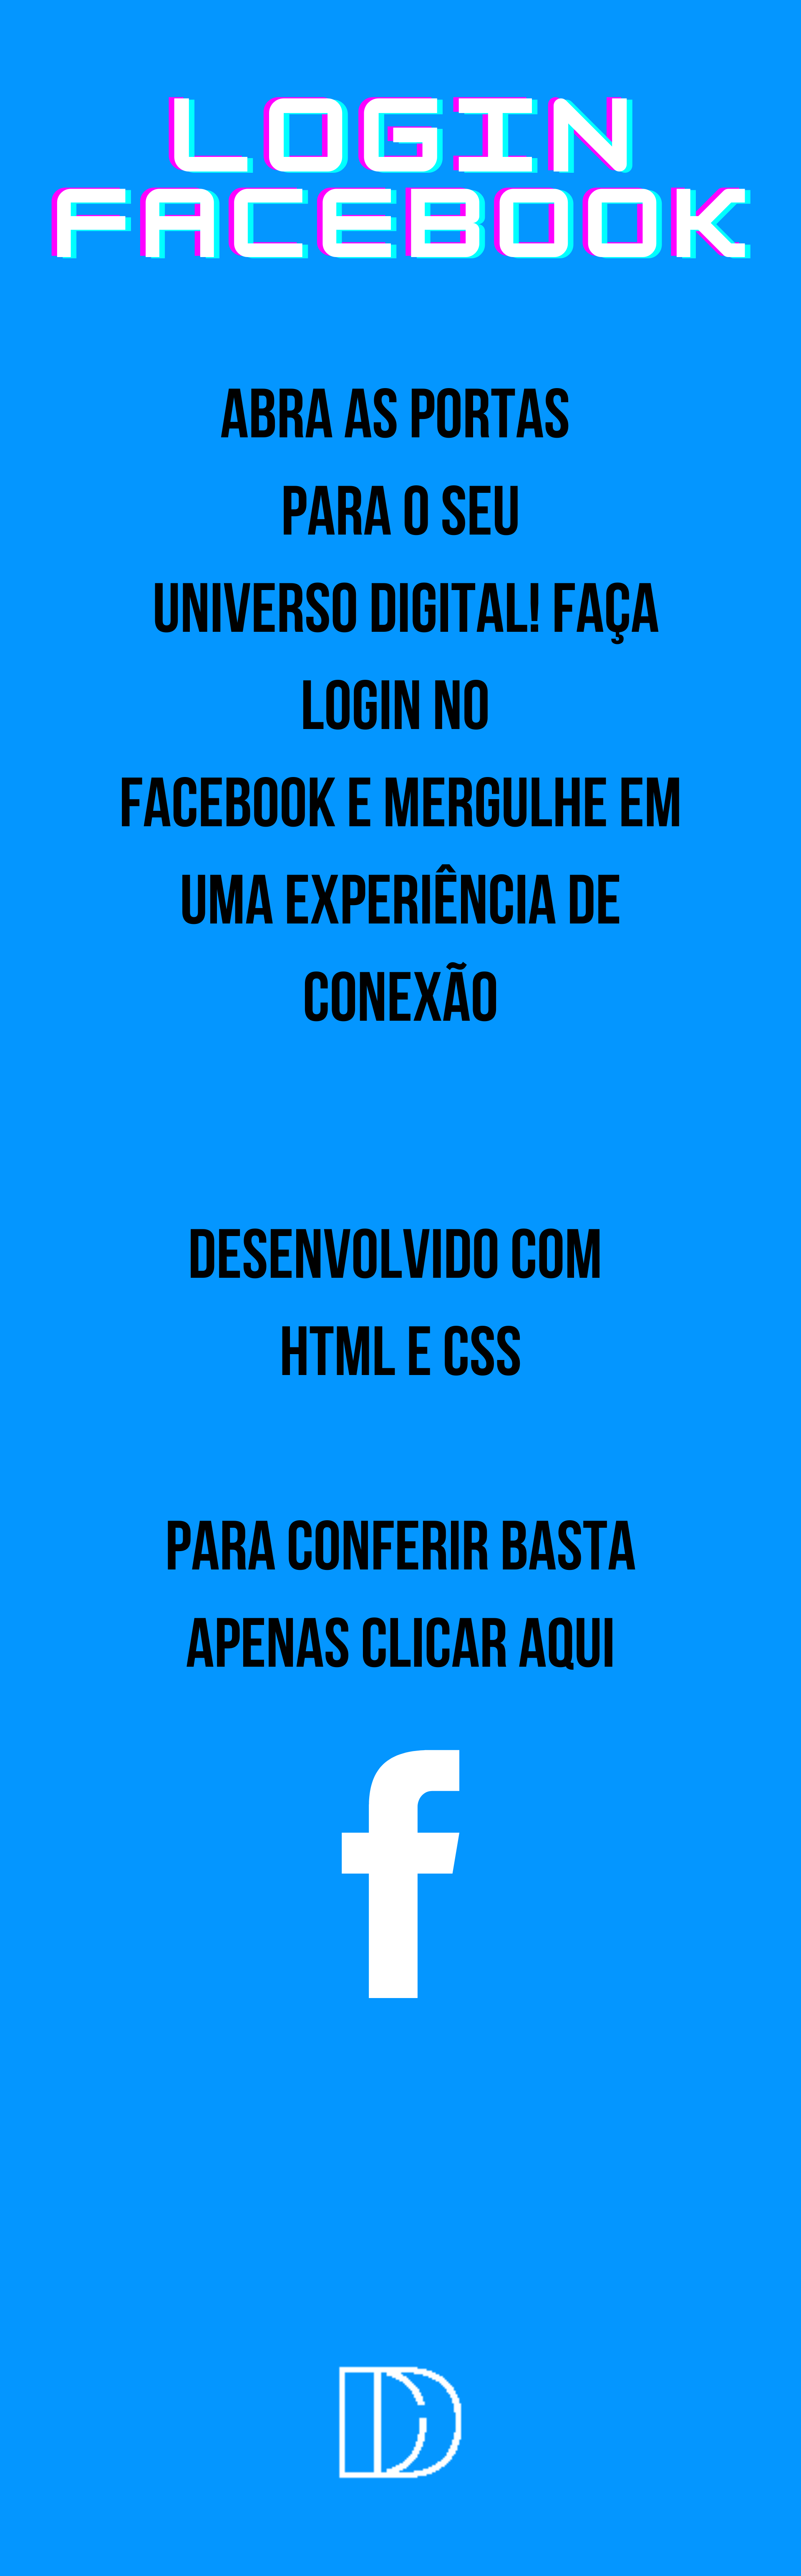 LOGIN
FACEBOOK
ABRA AS PORTAS
PARA O SEU
UNIVERSO DIGITAL! FAÇA
LOGIN NO
FACEBOOK E MERGULHE EM
UMA EXPERIÊNCIA DE
CONEXÃO
DESENVOLVIDO COM
HTML E CSS
PARA CONFERIR BASTA
APENAS CLICAR AQUI
f
D